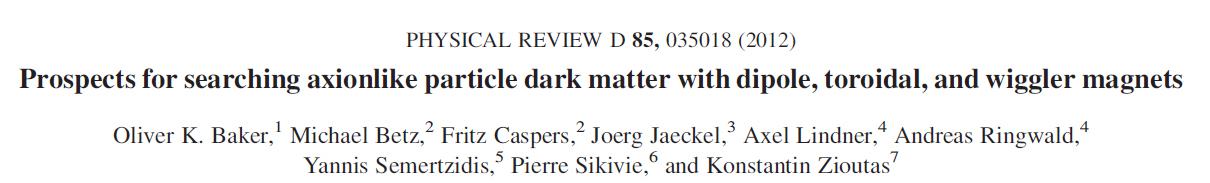 PHYSICAL REVIEW D 85, 035018 (2012)
Prospects for searching axionlike particle dark matter with dipole, toroidal, and wiggler magnets
Oliver K. Baker,1 Michael Betz,2 Fritz Caspers,2 Joerg Jaeckel,3 Axel Lindner,4 Andreas Ringwald,4
Yannis Semertzidis,5 Pierre Sikivie,6 and Konstantin Zioutas7